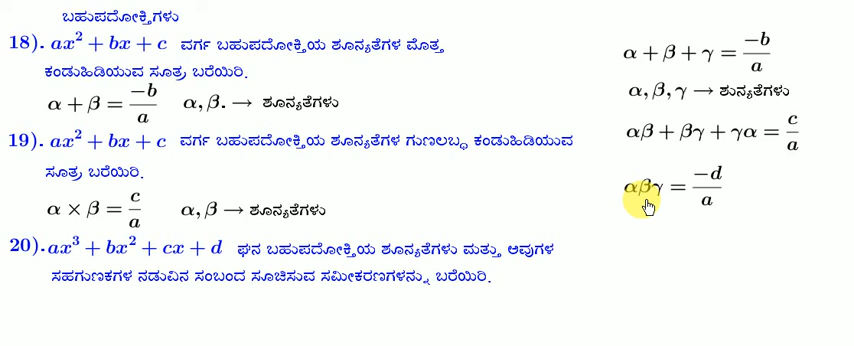 ಬಹುಪದೋಕ್ತಿಗಳು
18). ax² + bx + c ವರ್ಗ ಬಹುಪದೋಕ್ತಿಯ ಶೂನ್ಯತೆಗಳ ಮೊತ್ತ
ಕಂಡುಹಿಡಿಯುವ ಸೂತ್ರ ಬರೆಯಿರಿ.
α + β = -b/a α, β. → ಶೂನ್ಯತೆಗಳು
19). ax² + bx + c ವರ್ಗ ಬಹುಪದೋಕ್ತಿಯ ಶೂನ್ಯತೆಗಳ ಗುಣಲಬ್ಧ ಕಂಡುಹಿಡಿಯುವ
ಸೂತ್ರ ಬರೆಯಿರಿ.
α × β = c/a α, β → ಶೂನ್ಯತೆಗಳು
20). ax³ + bx² + cx + d ಘನ ಬಹುಪದೋಕ್ತಿಯ ಶೂನ್ಯತೆಗಳು ಮತ್ತು ಅವುಗಳ
ಸಹಗುಣಕಗಳ ನಡುವಿನ ಸಂಬಂದ ಸೂಚಿಸುವ ಸಮೀಕರಣಗಳನ್ನು ಬರೆಯಿರಿ.
α + β + γ = -b/a
α, β, γ → ಶುನ್ಯತೆಗಳು
αβ + βγ + γα = c/a
αβγ = -d/a